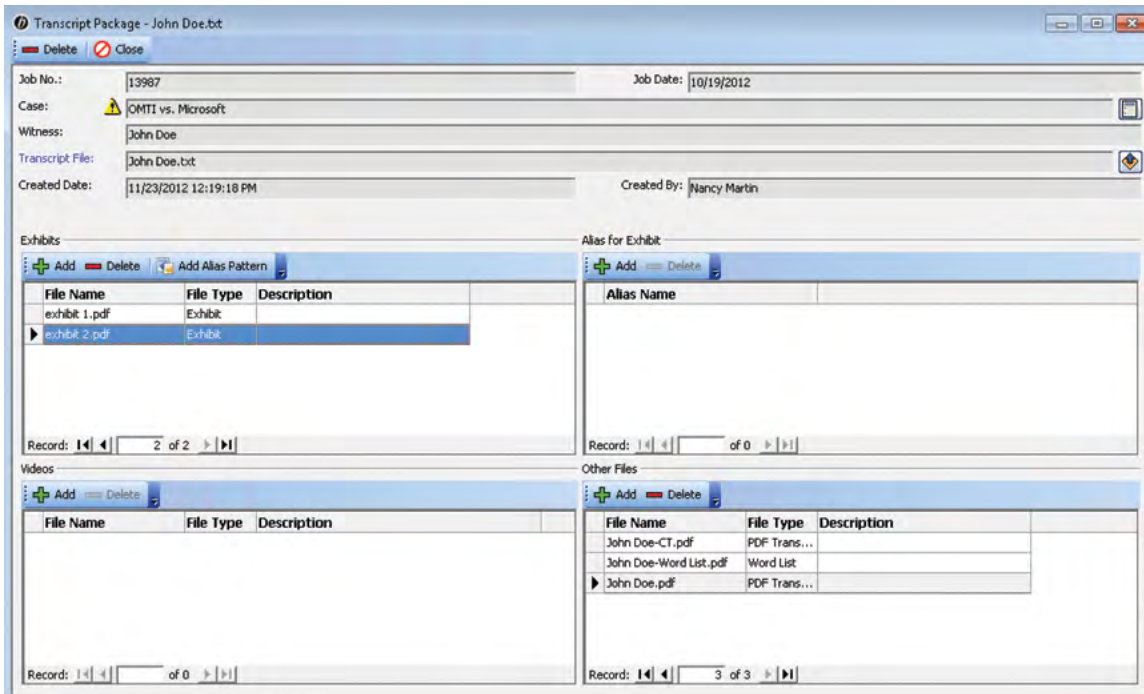 Transcript Package - John Doe.txt
Delete Close
Job No.: 13987 Job Date: 10/19/2012
Case: OMTI vs. Microsoft
Witness: John Doe
Transcript File: John Doe.txt
Created Date: 11/23/2012 12:19:18 PM Created By: Nancy Martin
Exhibits
Add Delete Add Alias Pattern
File Name File Type Description
exhibit 1.pdf Exhibit
exhibit 2.pdf Exhibit
Record: 2 of 2
Alias for Exhibit
Add Delete
Alias Name
Record: of 0
Videos
Add Delete
File Name File Type Description
Record: of 0
Other Files
Add Delete
File Name File Type Description
John Doe-CT.pdf PDF Trans...
John Doe-Word List.pdf Word List
John Doe.pdf PDF Trans...
Record: 3 of 3